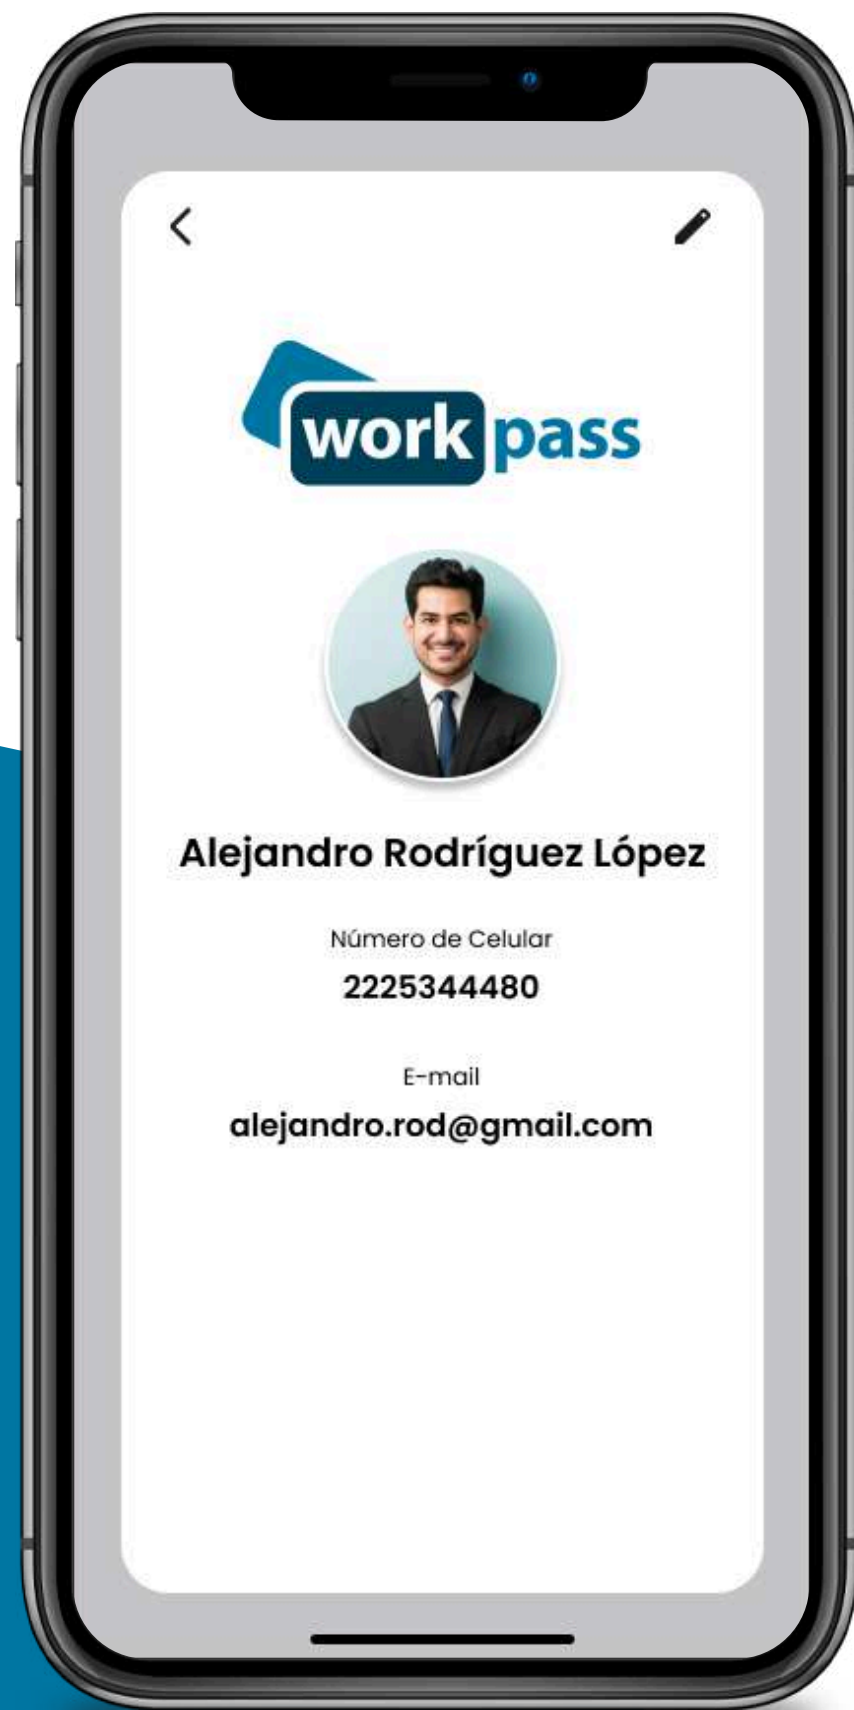 work pass
Alejandro Rodríguez López
Número de Celular
2225344480
E-mail
alejandro.rod@gmail.com